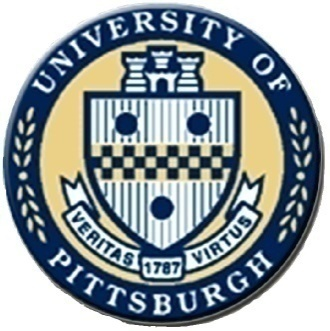 UNIVERSITY OF
PITTSBURGH
VERITAS
1787
VIRTUS